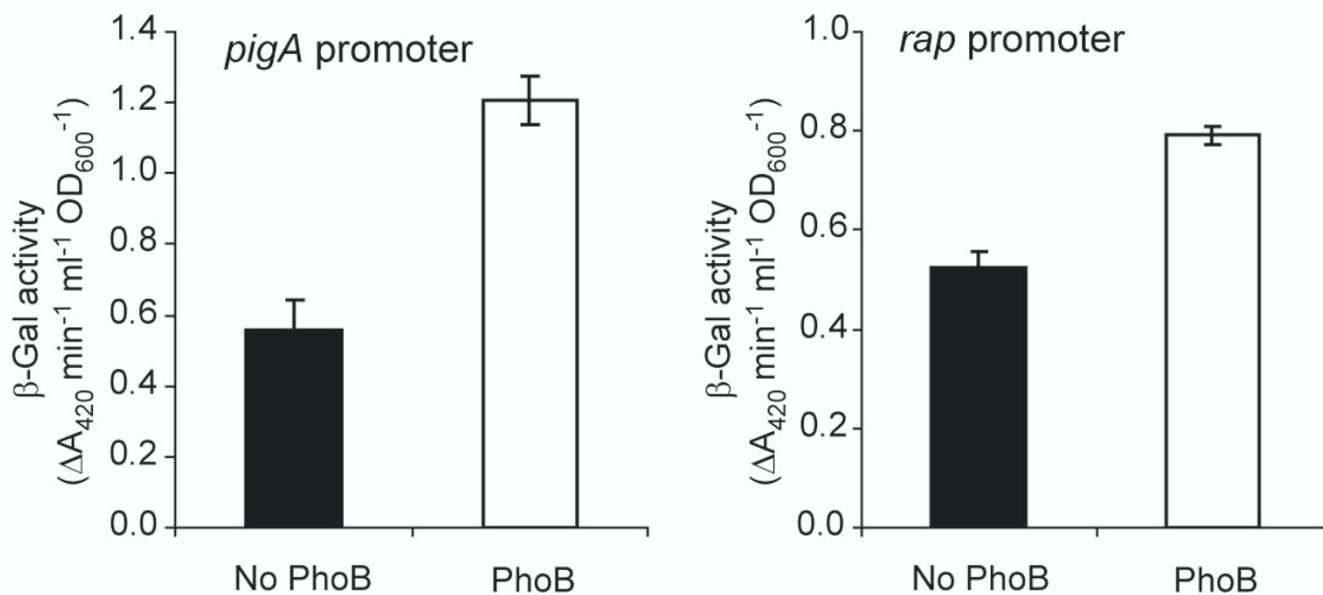 pigA promoter
β-Gal activity
(ΔA420 min-1 ml-1 OD600-1)
1.4
1.2
1.0
0.8
0.6
0.4
0.2
0.0
No PhoB
PhoB
rap promoter
β-Gal activity
(ΔA420 min-1 ml-1 OD600-1)
1.0
0.8
0.6
0.4
0.2
0.0
No PhoB
PhoB